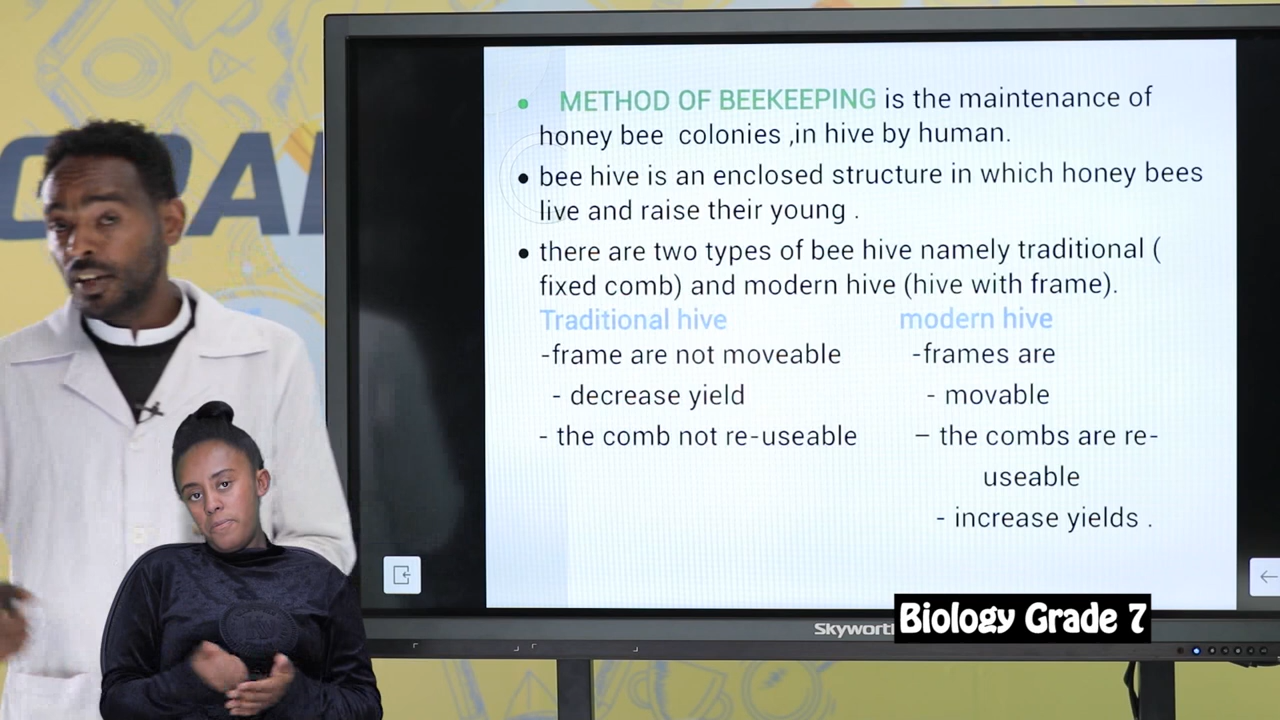 METHOD OF BEEKEEPING is the maintenance of
honey bee colonies ,in hive by human.
bee hive is an enclosed structure in which honey bees
live and raise their young .
there are two types of bee hive namely traditional (
fixed comb) and modern hive (hive with frame).
Traditional hive
-frame are not moveable
- decrease yield
- the comb not re-useable
modern hive
-frames are
- movable
– the combs are re-
useable
- increase yields .
Biology Grade 7